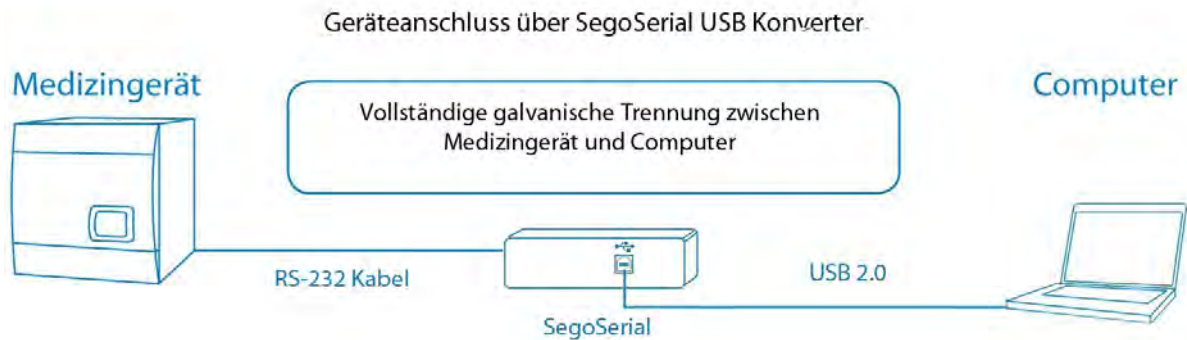 Geräteanschluss über SegoSerial USB Konverter
Medizingerät
Computer
Vollständige galvanische Trennung zwischen
Medizingerät und Computer
RS-232 Kabel
USB 2.0
SegoSerial